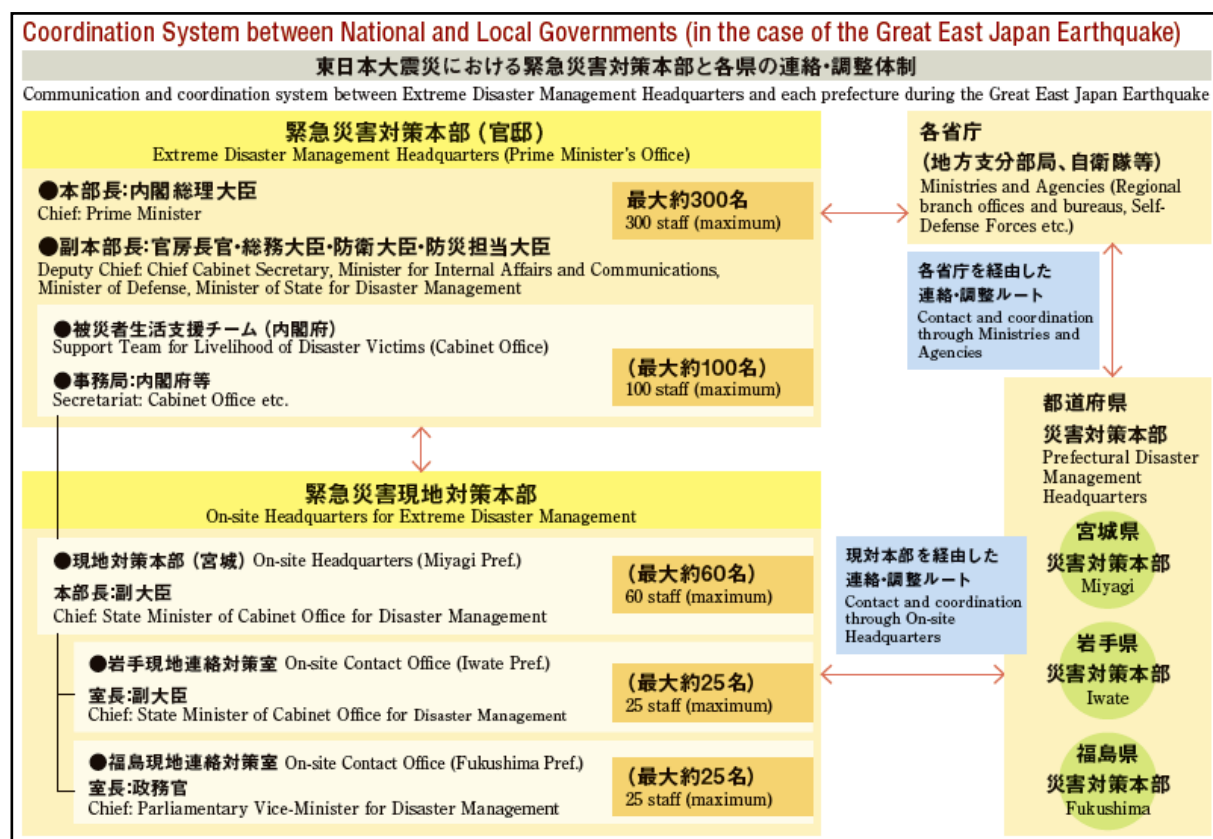 Coordination System between National and Local Governments (in the case of the Great East Japan Earthquake)
東日本大震災における緊急災害対策本部と各県の連絡・調整体制
Communication and coordination system between Extreme Disaster Management Headquarters and each prefecture during the Great East Japan Earthquake
緊急災害対策本部（官邸）
Extreme Disaster Management Headquarters (Prime Minister's Office)
●本部長:内閣総理大臣
Chief: Prime Minister
最大約300名
300 staff (maximum)
●副本部長:官房長官・総務大臣・防衛大臣・防災担当大臣
Deputy Chief: Chief Cabinet Secretary, Minister for Internal Affairs and Communications,
Minister of Defense, Minister of State for Disaster Management
●被災者生活支援チーム（内閣府）
Support Team for Livelihood of Disaster Victims (Cabinet Office)
●事務局:内閣府等
Secretariat: Cabinet Office etc.
（最大約100名）
100 staff (maximum)
各省庁
（地方支分部局、自衛隊等）
Ministries and Agencies (Regional
branch offices and bureaus, Self-
Defense Forces etc.)
各省庁を経由した
連絡・調整ルート
Contact and coordination
through Ministries and
Agencies
緊急災害現地対策本部
On-site Headquarters for Extreme Disaster Management
●現地対策本部（宮城）On-site Headquarters (Miyagi Pref.)
本部長:副大臣
Chief: State Minister of Cabinet Office for Disaster Management
（最大約60名）
60 staff (maximum)
●岩手現地連絡対策室 On-site Contact Office (Iwate Pref.)
室長:副大臣
Chief: State Minister of Cabinet Office for Disaster Management
（最大約25名）
25 staff (maximum)
●福島現地連絡対策室 On-site Contact Office (Fukushima Pref.)
室長:政務官
Chief: Parliamentary Vice-Minister for Disaster Management
（最大約25名）
25 staff (maximum)
現対本部を経由した
連絡・調整ルート
Contact and coordination
through On-site
Headquarters
都道府県
災害対策本部
Prefectural Disaster
Management
Headquarters
宮城県
災害対策本部
Miyagi
岩手県
災害対策本部
Iwate
福島県
災害対策本部
Fukushima